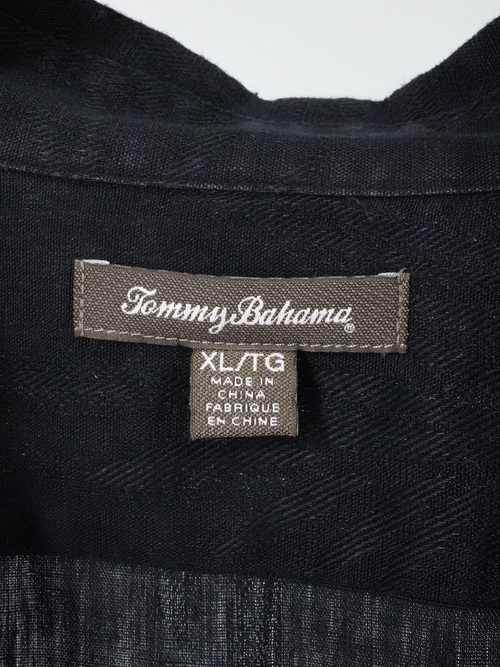 Tommy Bahama®
XL/TG
MADE IN
CHINA
FABRIQUE
EN CHINE